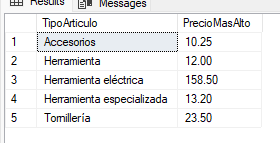 Results Messages
TipoArticulo PrecioMasAlto
1 Accesorios 10.25
2 Herramienta 12.00
3 Herramienta eléctrica 158.50
4 Herramienta especializada 13.20
5 Tornillería 23.50